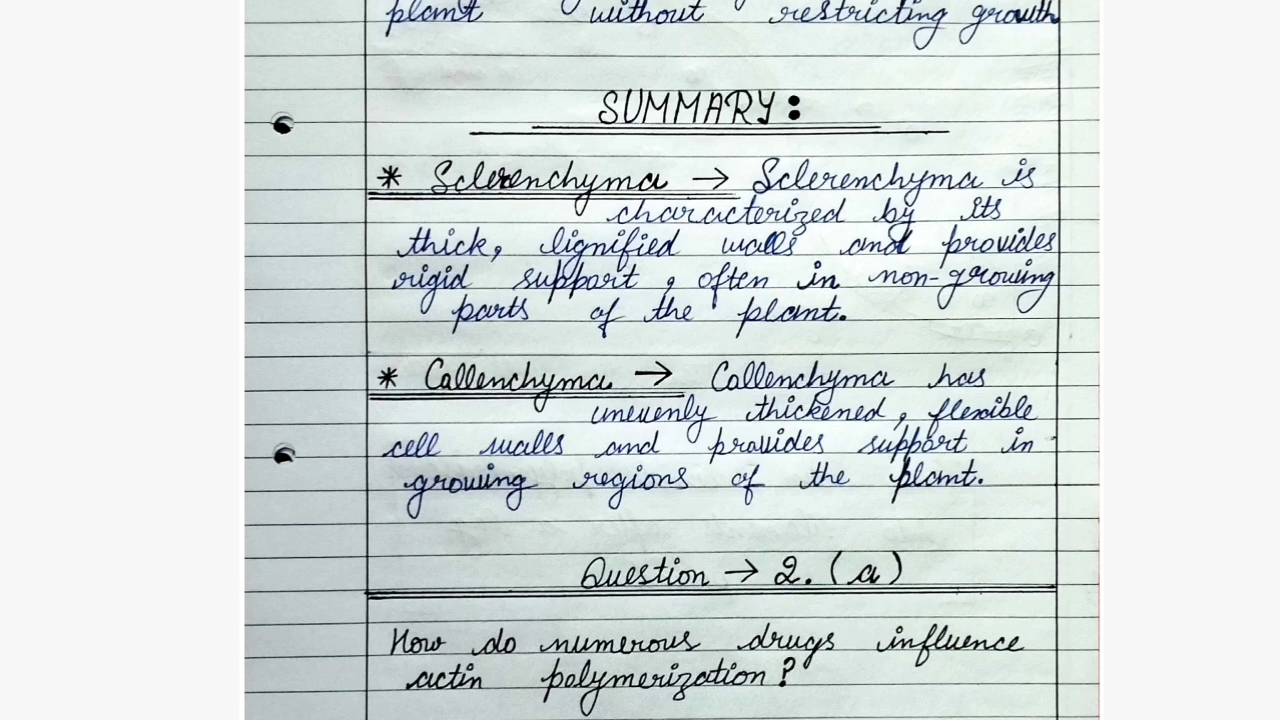 plant without restricting growth
SUMMARY:
* Sclerenchyma → Sclerenchyma is
characterized by its
thick, lignified walls and provides
rigid support, often in non-growing
parts of the plant.
* Collenchyma → Collenchyma has
unevenly thickened, flexible
cell walls and provides support in
growing regions of the plant.
Question → 2. (a)
How do numerous drugs influence
actin polymerization?